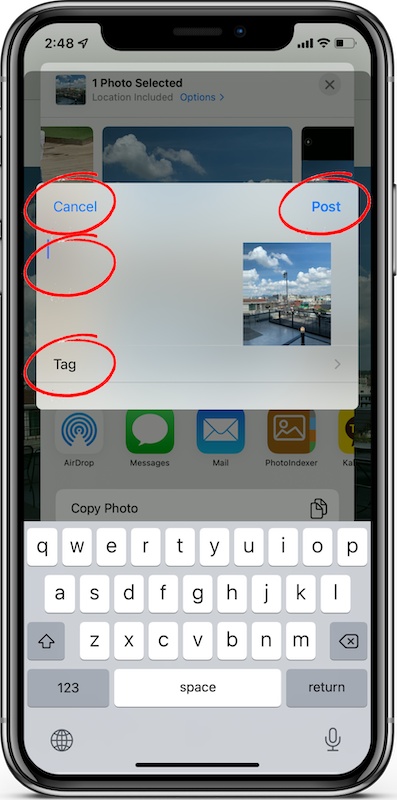 2:48
1 Photo Selected
Location Included Options >
Cancel Post
Tag
AirDrop Messages Mail PhotoIndexer
Copy Photo
q w e r t y u i o p
a s d f g h j k l
z x c v b n m
123 space return